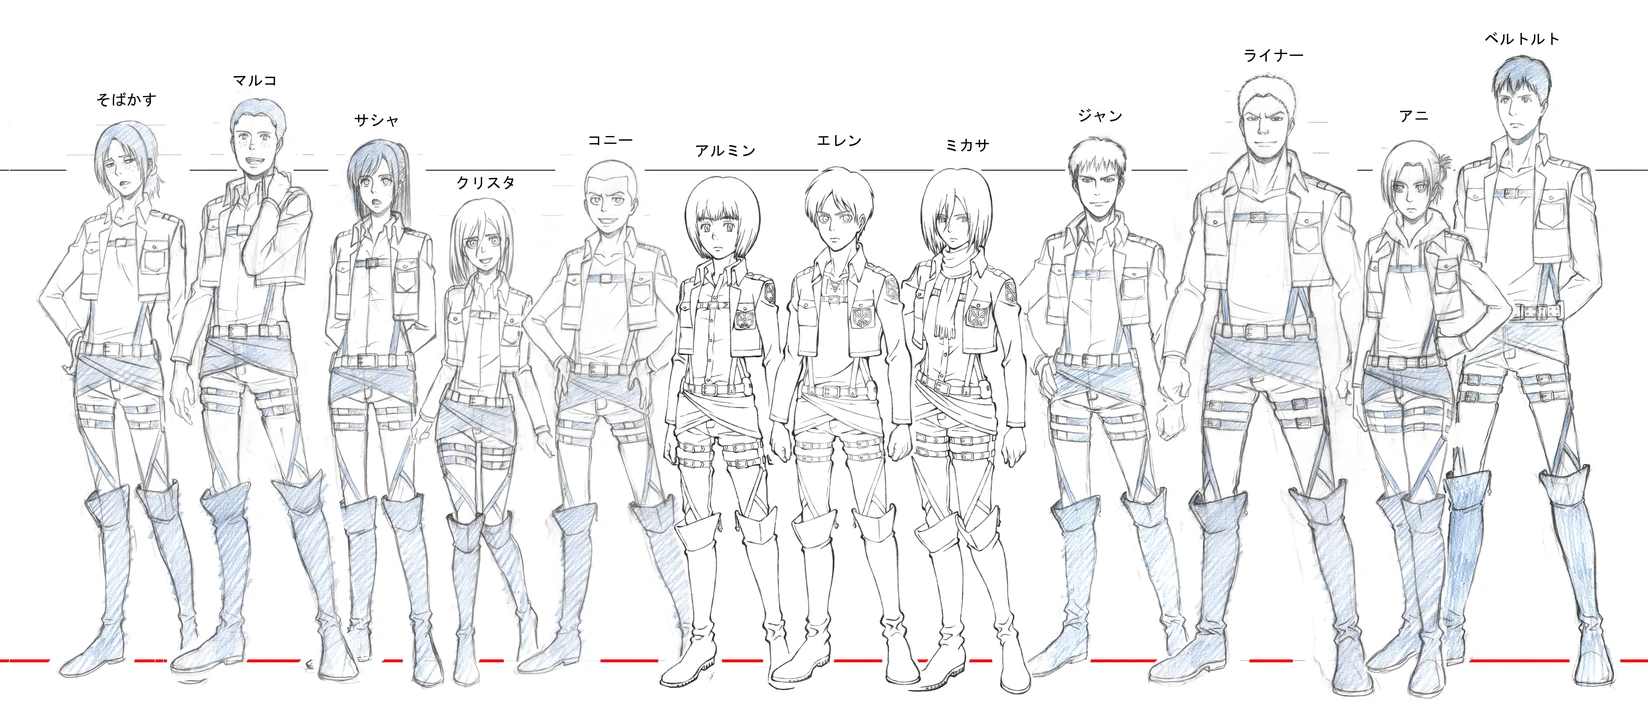 そばかす
マルコ
サシャ
クリスタ
コニー
アルミン
エレン
ミカサ
ジャン
ライナー
アニ
ベルトルト